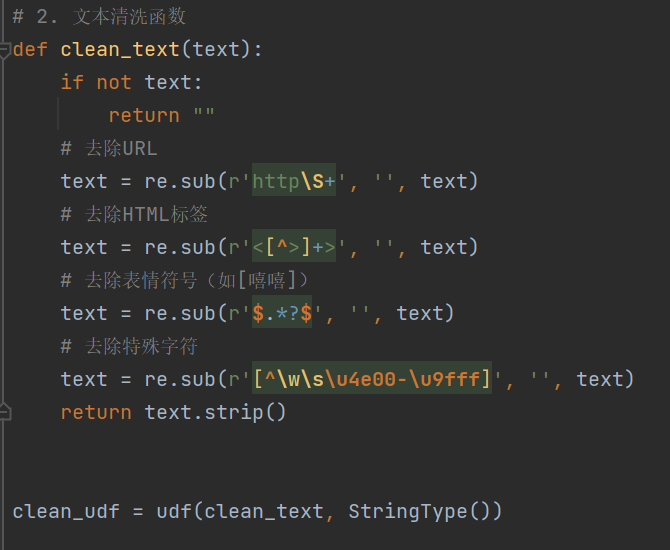 # 2. 文本清洗函数
def clean_text(text):
    if not text:
        return ""
    # 去除URL
    text = re.sub(r'http\S+', '', text)
    # 去除HTML标签
    text = re.sub(r'<[^>]+>', '', text)
    # 去除表情符号（如[嘻嘻]）
    text = re.sub(r'$.*?$', '', text)
    # 去除特殊字符
    text = re.sub(r'[^\w\s\u4e00-\u9fff]', '', text)
    return text.strip()
clean_udf = udf(clean_text, StringType())